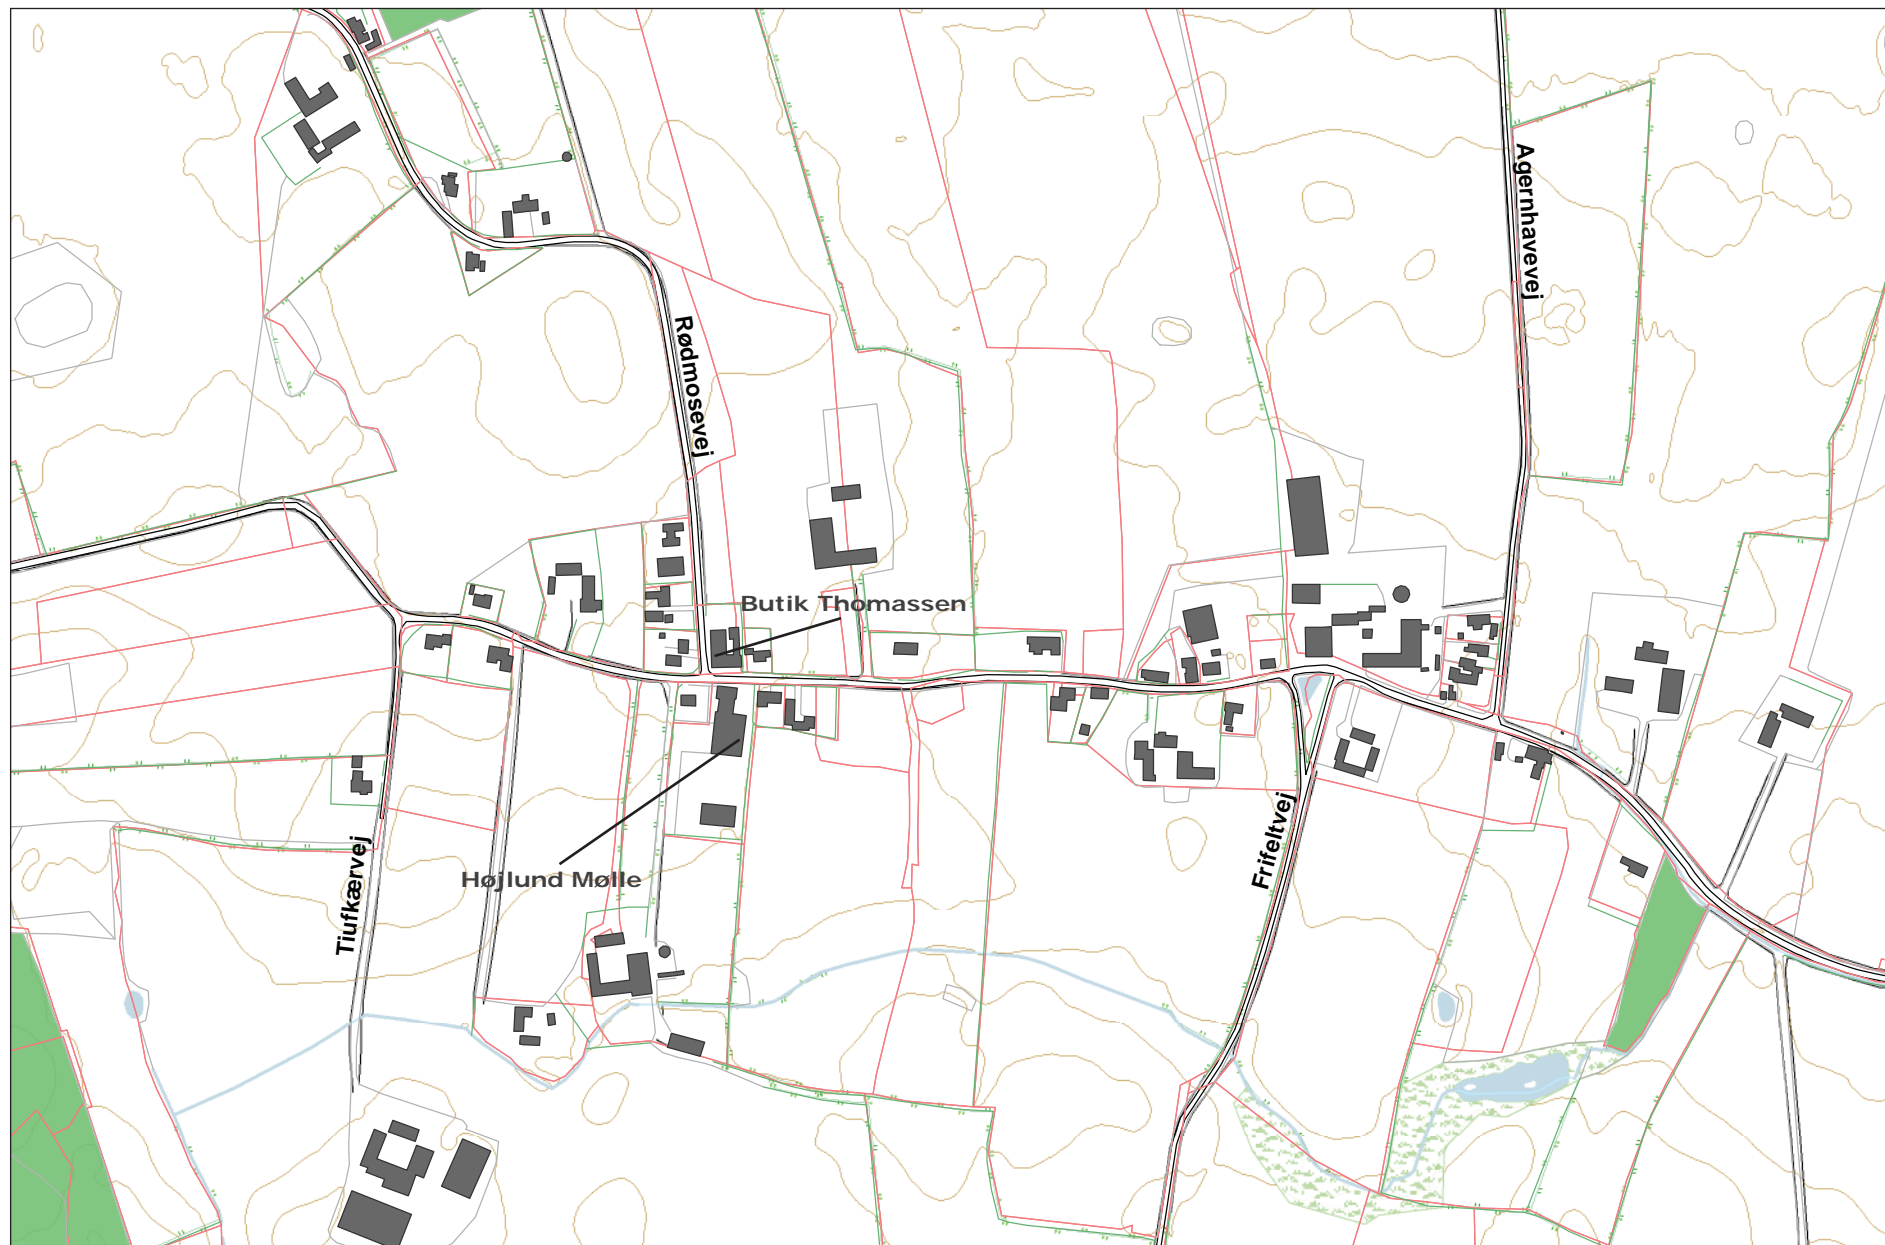 Agernhavevej
Rødmosevej
Butik Thomassen
Frifeltvej
Tiufkærvej
Højlund Mølle